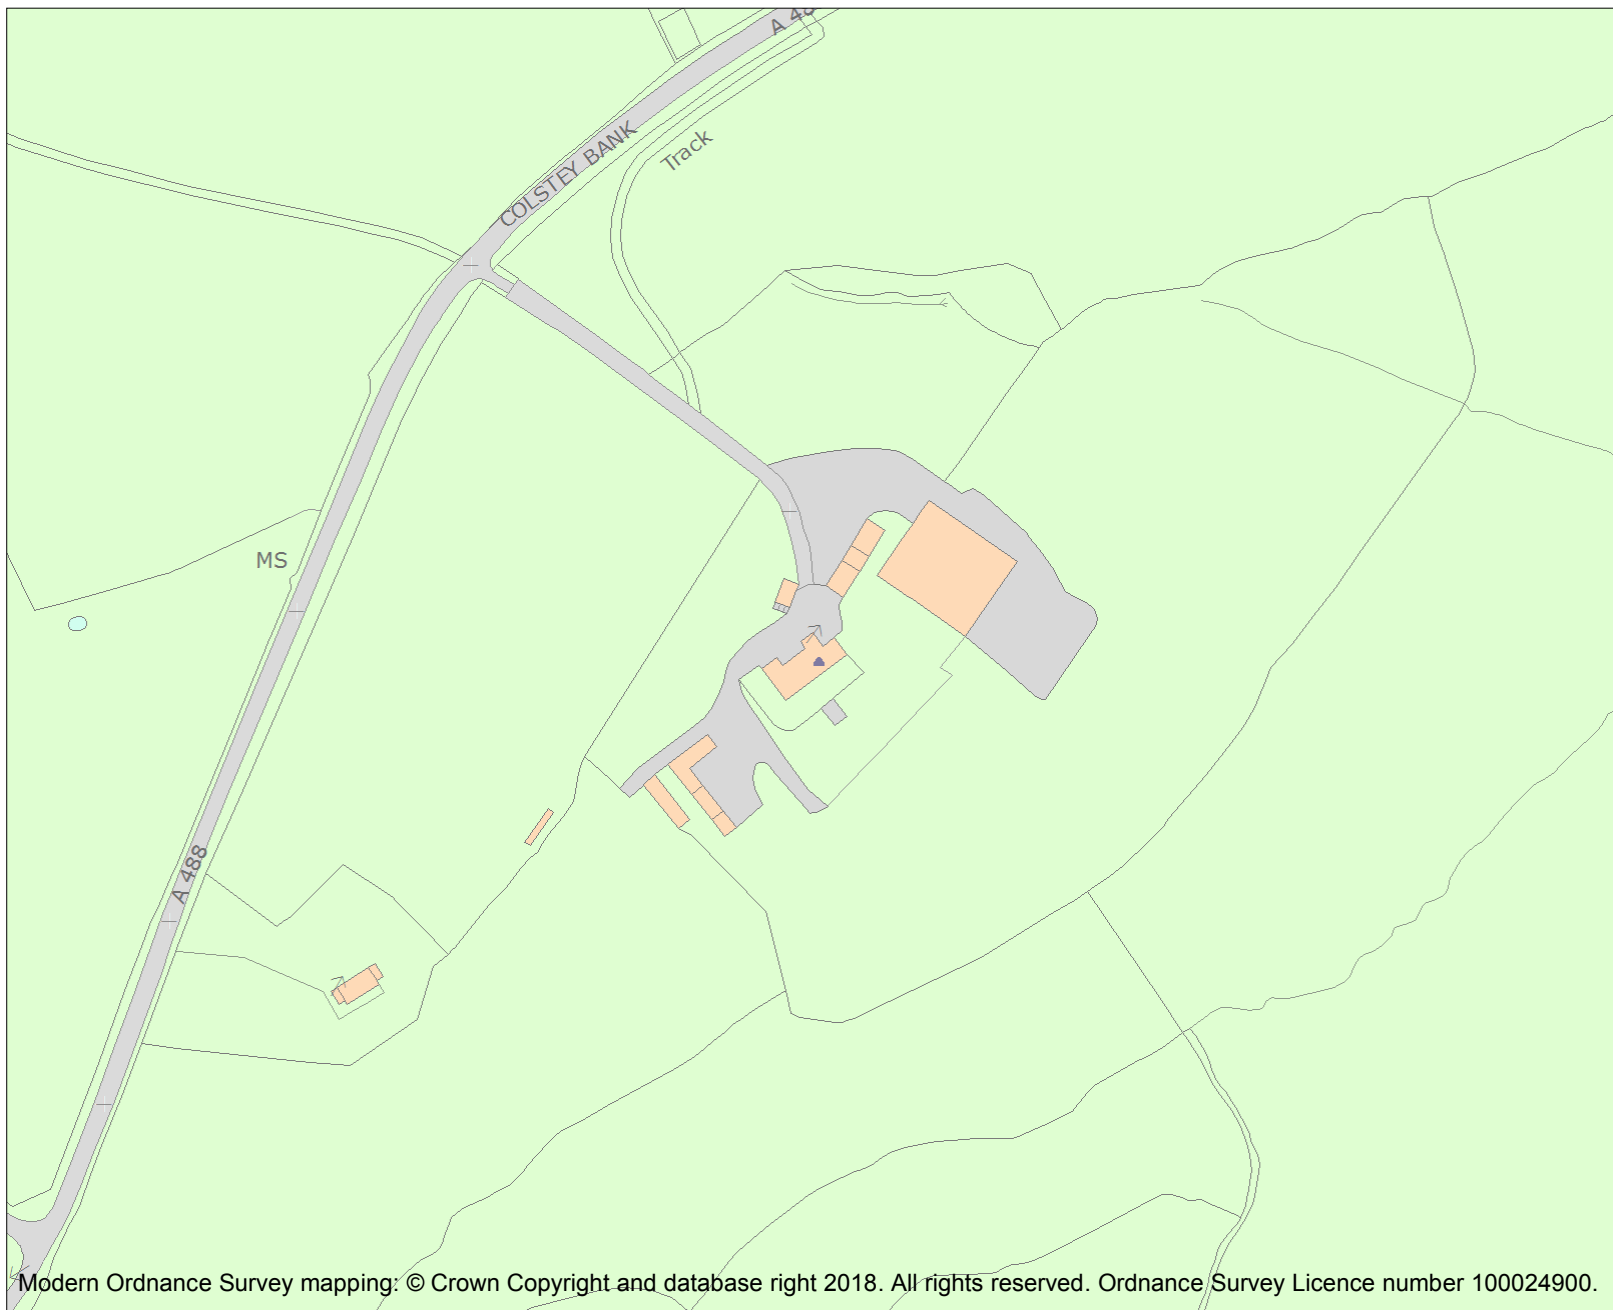 A 48
COLSTEY BANK
Track
MS
A 488
Modern Ordnance Survey mapping: © Crown Copyright and database right 2018. All rights reserved. Ordnance Survey Licence number 100024900.